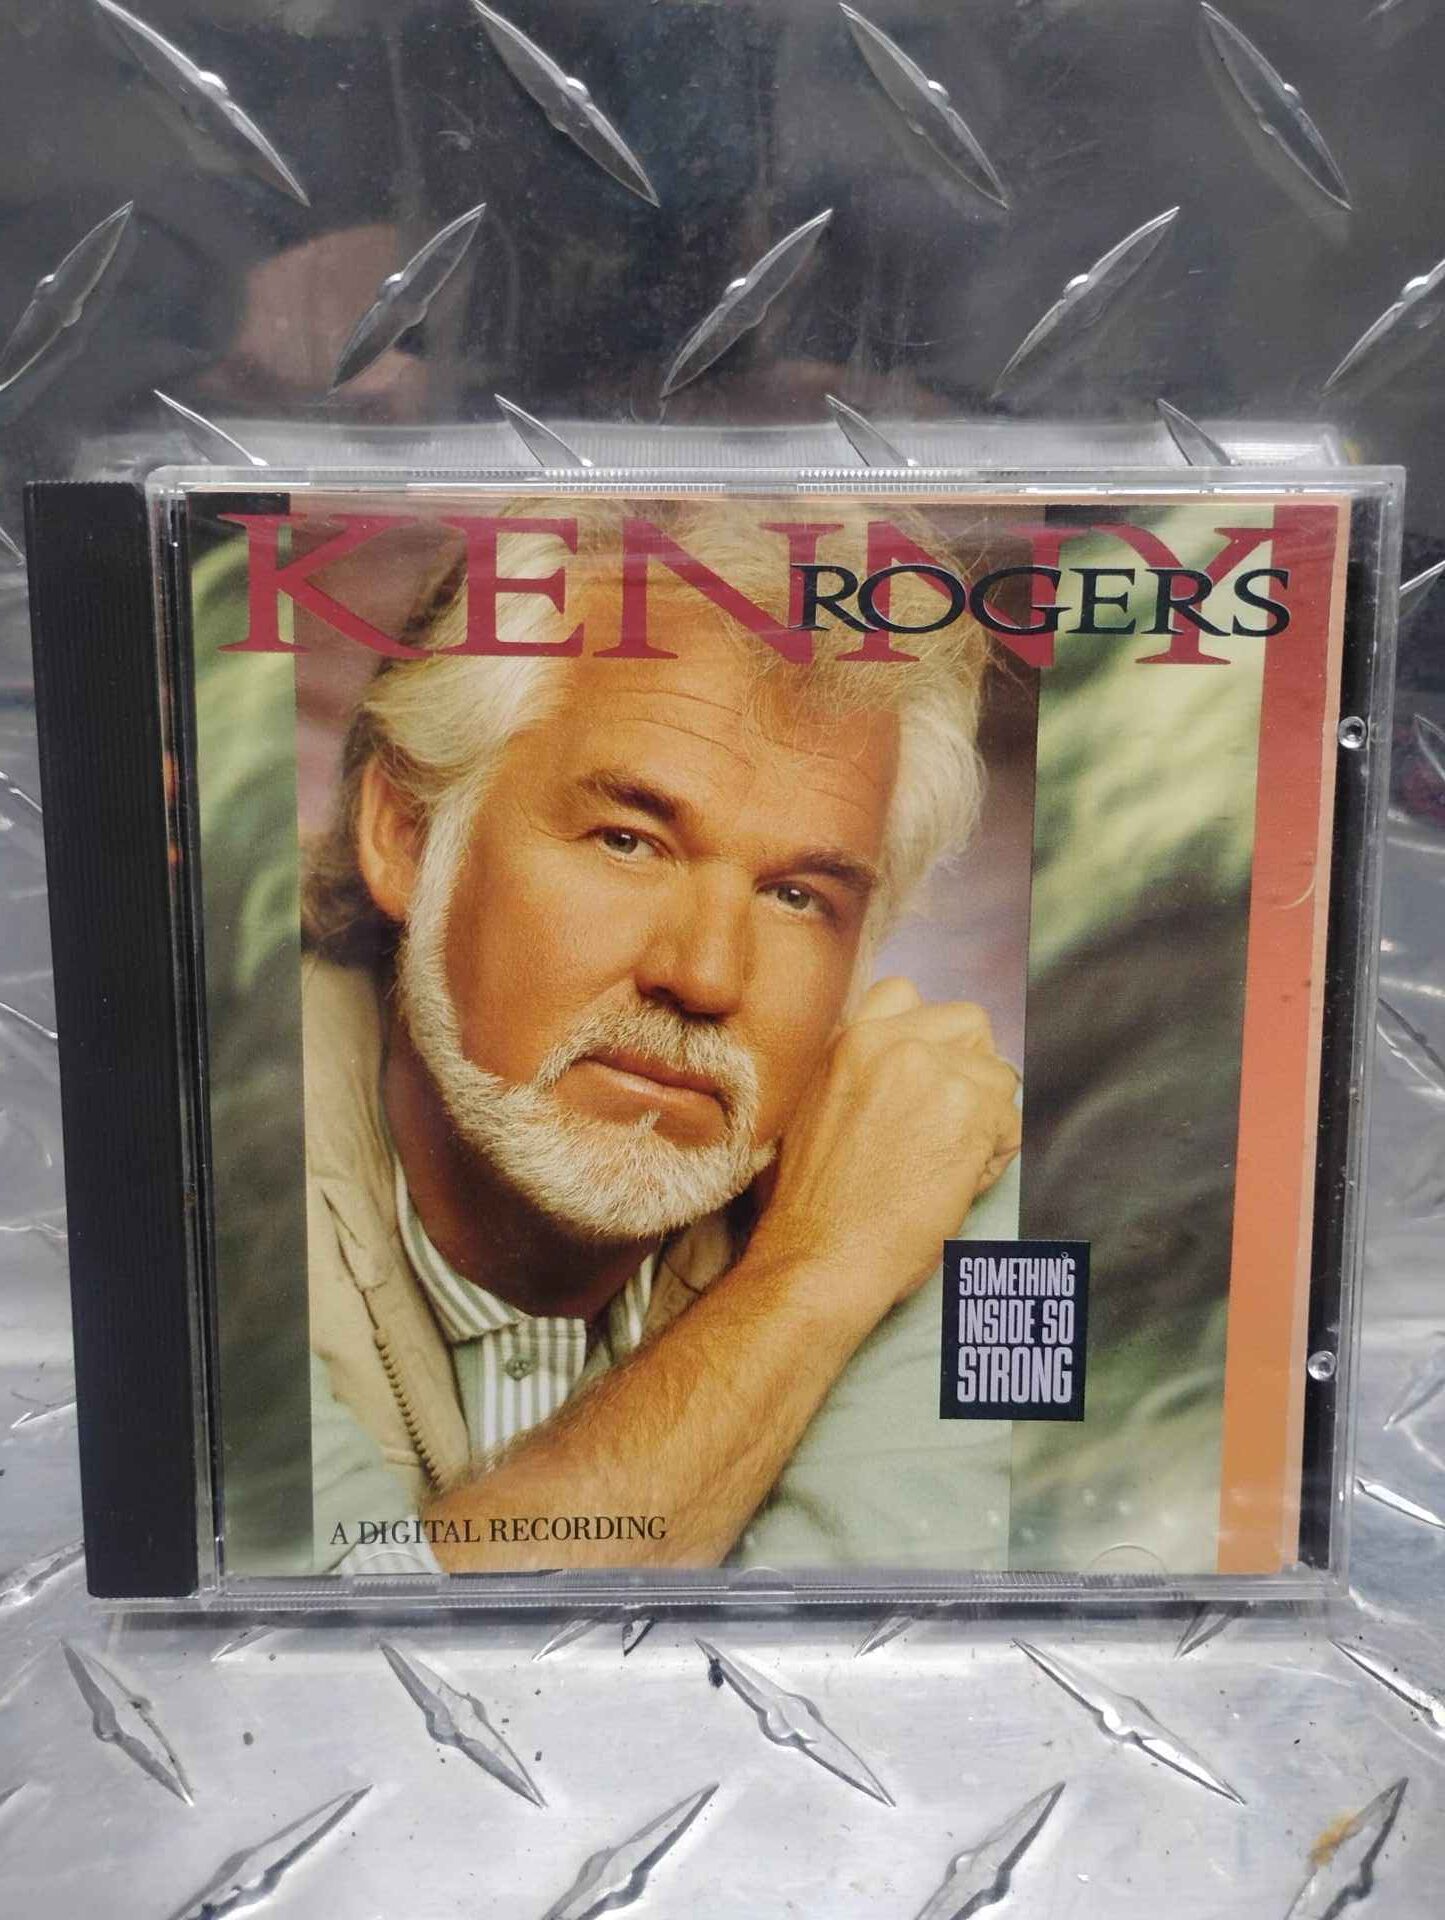 KENNY
ROGERS
SOMETHING
INSIDE SO
STRONG
A DIGITAL RECORDING